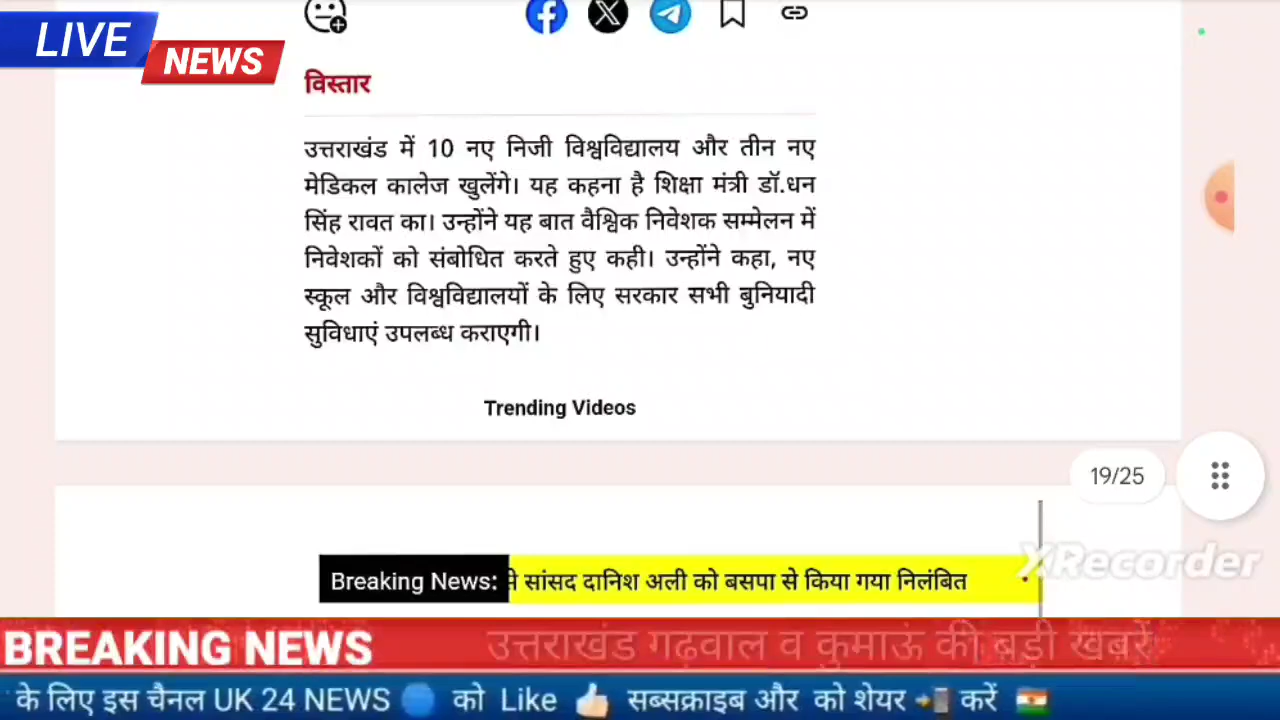 LIVE
NEWS
विस्तार
उत्तराखंड में 10 नए निजी विश्वविद्यालय और तीन नए
मेडिकल कालेज खुलेंगे। यह कहना है शिक्षा मंत्री डॉ.धन
सिंह रावत का। उन्होंने यह बात वैश्विक निवेशक सम्मेलन में
निवेशकों को संबोधित करते हुए कही। उन्होंने कहा, नए
स्कूल और विश्वविद्यालयों के लिए सरकार सभी बुनियादी
सुविधाएं उपलब्ध कराएगी।
Trending Videos
19/25
Breaking News: से सांसद दानिश अली को बसपा से किया गया निलंबित
XRecorder
BREAKING NEWS उत्तराखंड गढ़वाल व कुमाऊं की बड़ी खबरें
के लिए इस चैनल UK 24 NEWS 🔵 को Like 👍🏻 सब्सक्राइब और को शेयर 📲 करें 🇮🇳